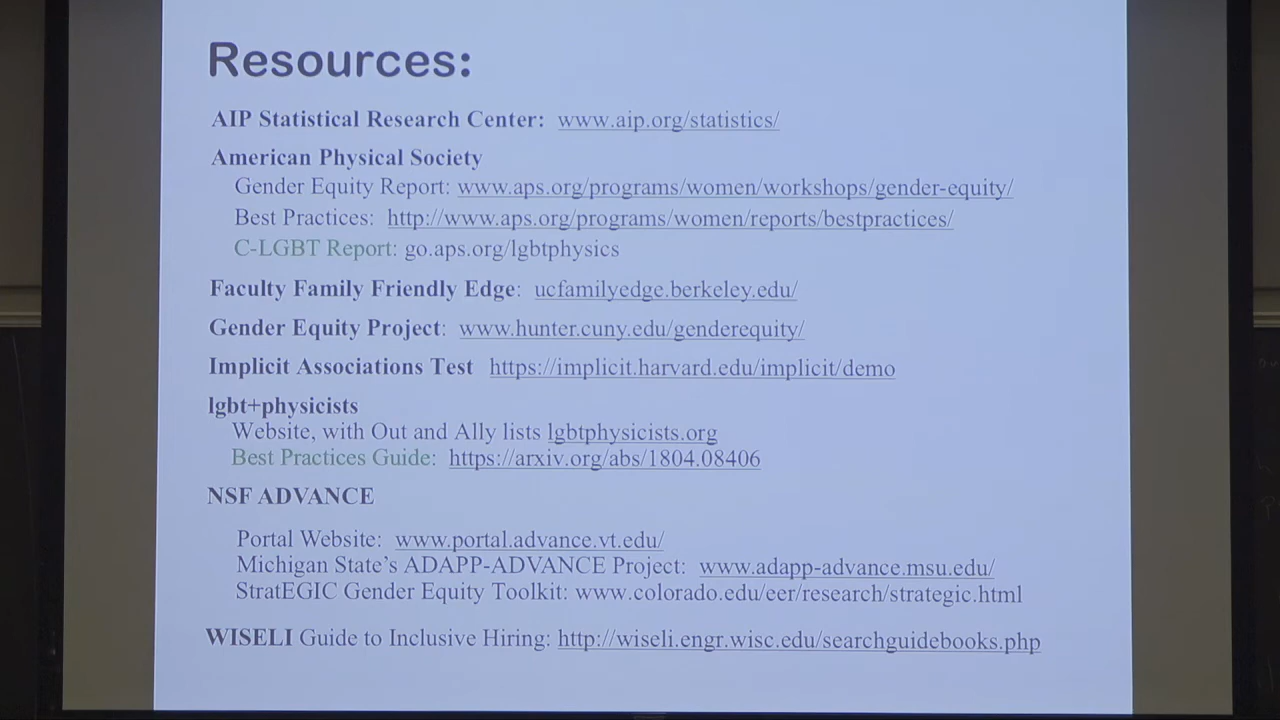 Resources:
AIP Statistical Research Center: www.aip.org/statistics/
American Physical Society
Gender Equity Report: www.aps.org/programs/women/workshops/gender-equity/
Best Practices: http://www.aps.org/programs/women/reports/bestpractices/
C-LGBT Report: go.aps.org/lgbtphysics
Faculty Family Friendly Edge: ucfamilyedge.berkeley.edu/
Gender Equity Project: www.hunter.cuny.edu/genderequity/
Implicit Associations Test https://implicit.harvard.edu/implicit/demo
lgbt+physicists
Website, with Out and Ally lists lgbtphysicists.org
Best Practices Guide: https://arxiv.org/abs/1804.08406
NSF ADVANCE
Portal Website: www.portal.advance.vt.edu/
Michigan State's ADAPP-ADVANCE Project: www.adapp-advance.msu.edu/
StratEGIC Gender Equity Toolkit: www.colorado.edu/eer/research/strategic.html
WISELI Guide to Inclusive Hiring: http://wiseli.engr.wisc.edu/searchguidebooks.php